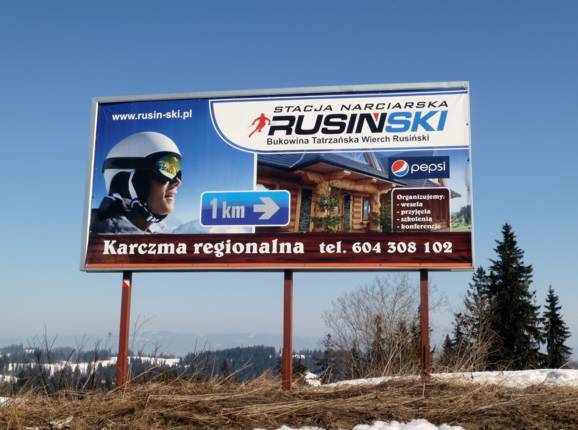 www.rusin-ski.pl
STACJA NARCIARSKA
RUSIŃSKI
Bukowina Tatrzańska Wierch Rusiński
pepsi
1 km
Organizujemy:
- wesela
- przyjęcia
- szkolenia
- konferencje
Karczma regionalna tel. 604 308 102